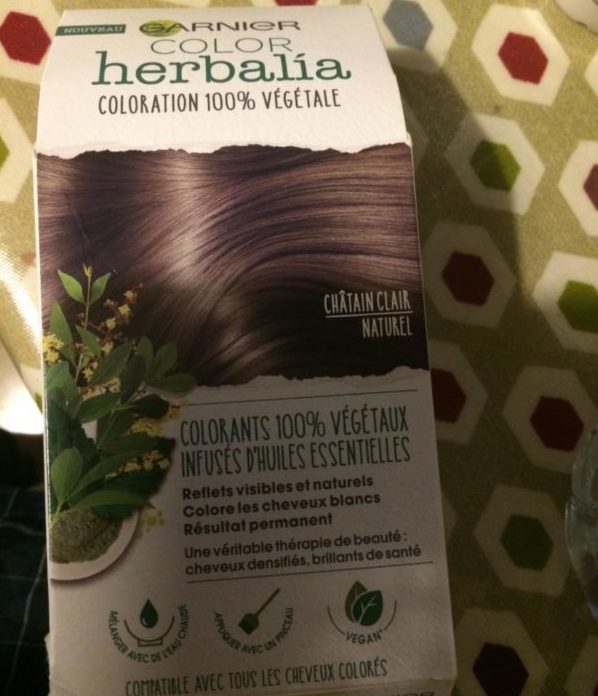 NOUVEAU
GARNIER
COLOR
herbalía
COLORATION 100% VÉGÉTALE
CHÂTAIN CLAIR
NATUREL
COLORANTS 100% VÉGÉTAUX
INFUSÉS D'HUILES ESSENTIELLES
Reflets visibles et naturels
Colore les cheveux blancs
Résultat permanent
Une véritable thérapie de beauté :
cheveux densifiés, brillants de santé
MÉLANGER AVEC DE L'EAU CHAUDE
APPLIQUER AVEC UN PINCEAU
VEGAN*
COMPATIBLE AVEC TOUS LES CHEVEUX COLORÉS